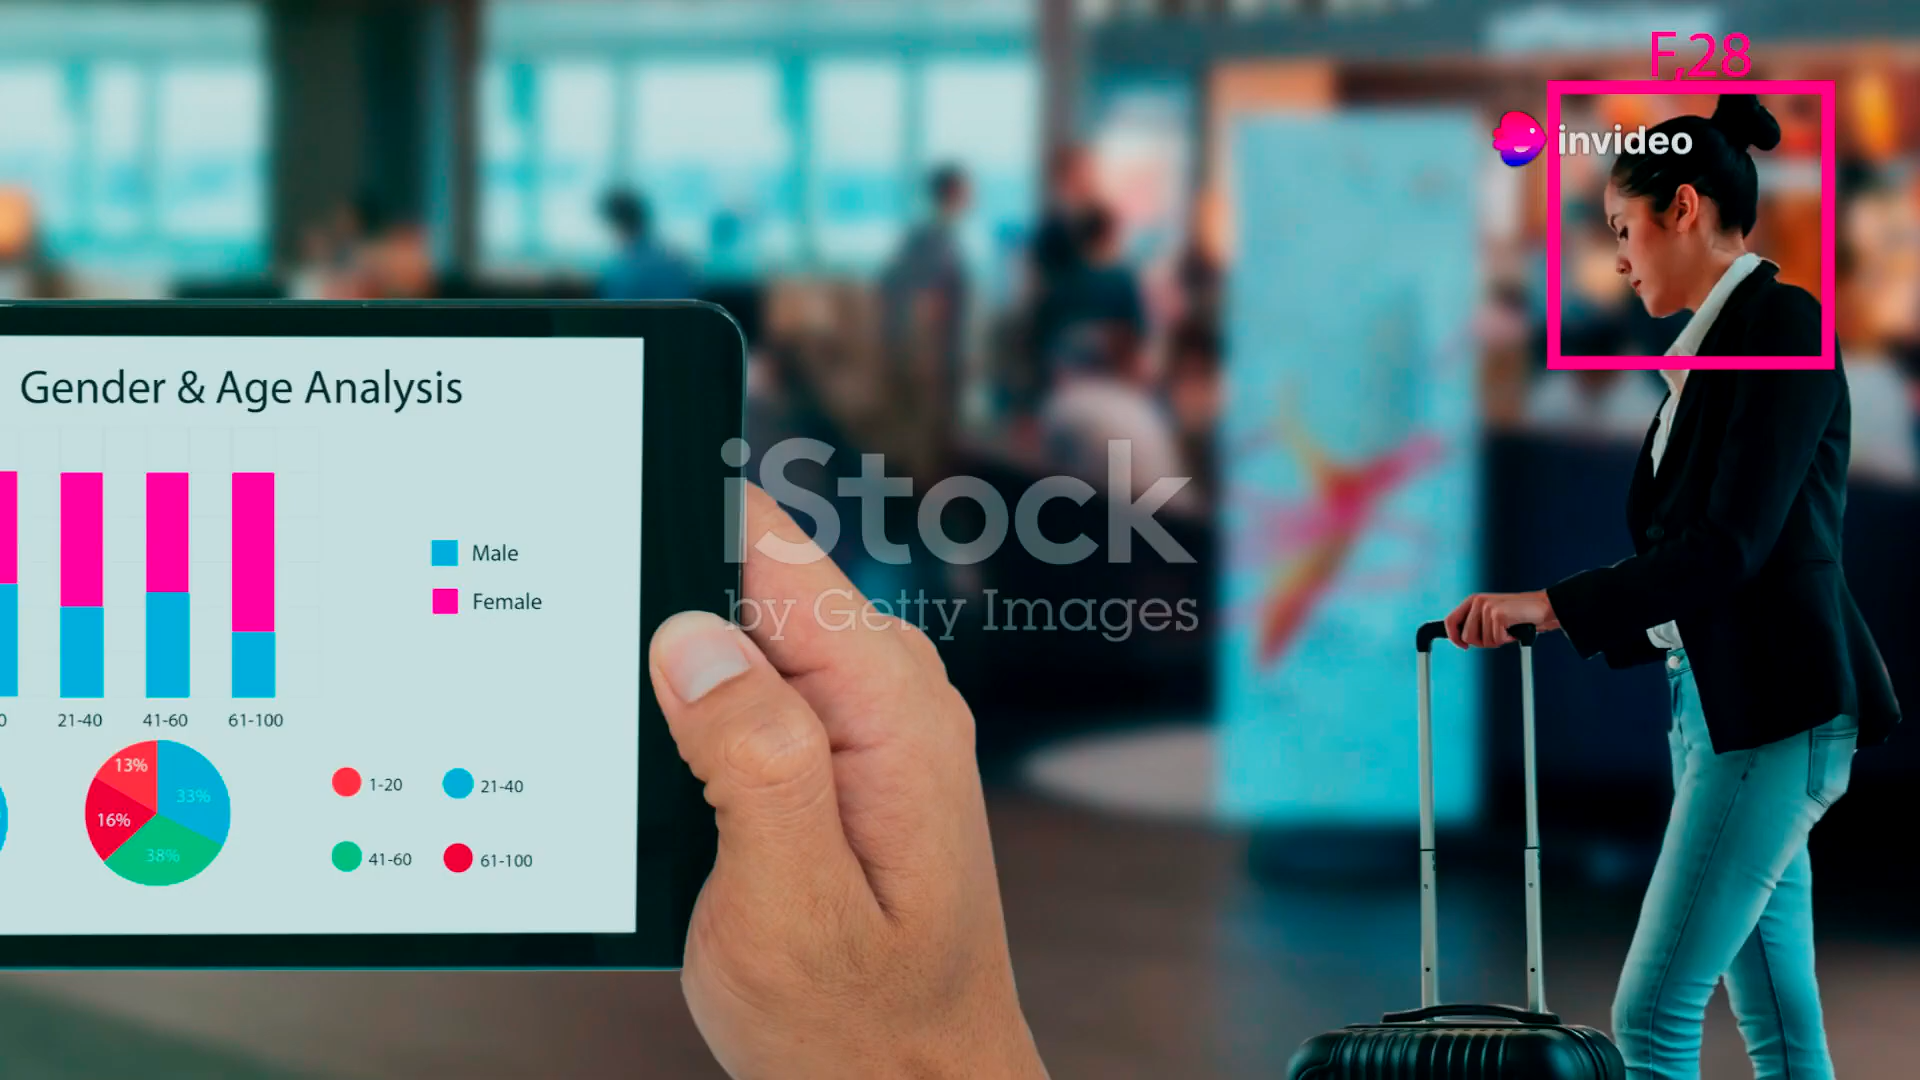 F,28
invideo
Gender & Age Analysis
Male
Female
0
21-40
41-60
61-100
13%
33%
16%
38%
1-20
21-40
41-60
61-100
iStock
by Getty Images